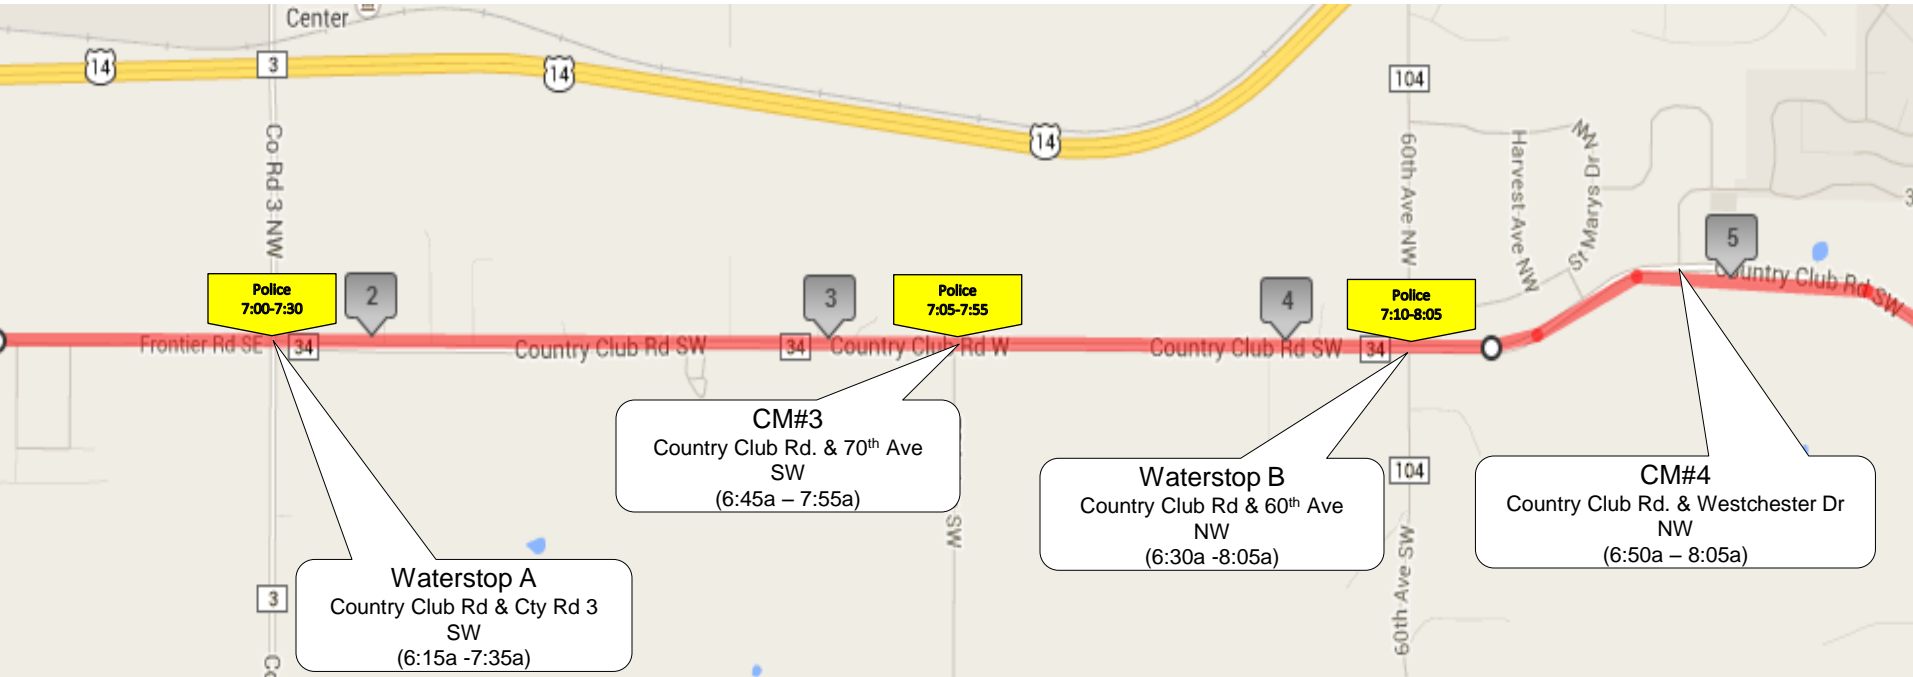 Center
14
3
14
14
104
Co Rd 3 NW
60th Ave NW
Harvest Ave NW
St Marys Dr NW
3
5
Country Club Rd SW
Police
7:00-7:30
2
3
Police
7:05-7:55
4
Police
7:10-8:05
Frontier Rd SE
34
Country Club Rd SW
34
Country Club Rd W
Country Club Rd SW
34
CM#3
Country Club Rd. & 70th Ave
SW
(6:45a – 7:55a)
SW
Waterstop B
Country Club Rd & 60th Ave
NW
(6:30a -8:05a)
104
60th Ave SW
CM#4
Country Club Rd. & Westchester Dr
NW
(6:50a – 8:05a)
3
Waterstop A
Country Club Rd & Cty Rd 3
SW
(6:15a -7:35a)
Co